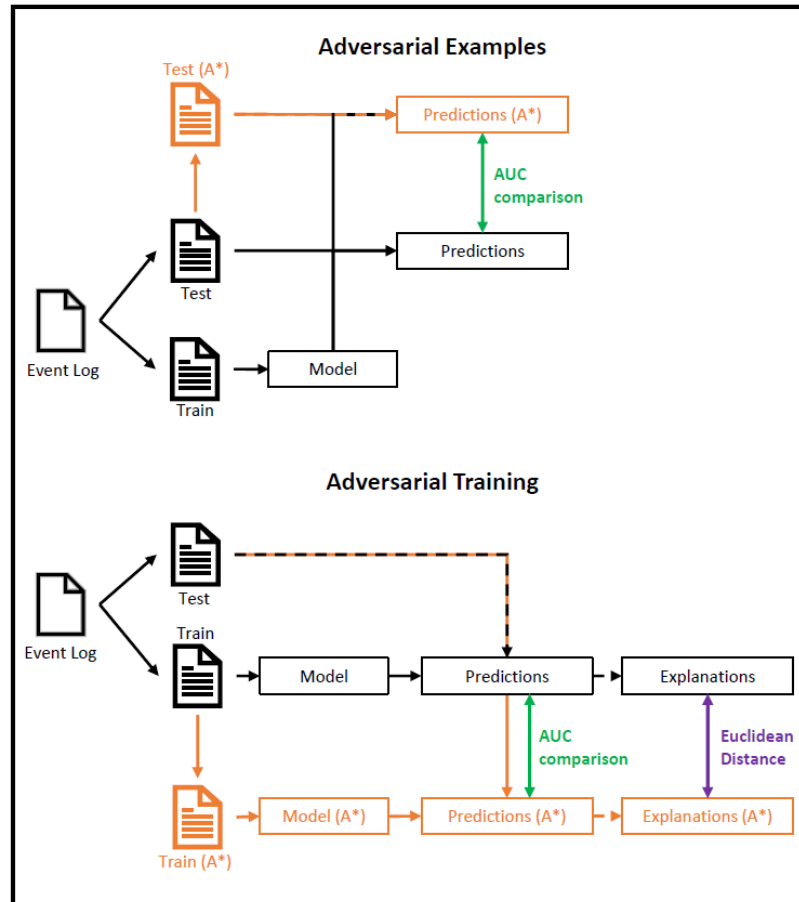 Adversarial Examples
Test (A*)
Predictions (A*)
AUC
comparison
Predictions
Test
Event Log
Model
Train
Adversarial Training
Test
Event Log
Train
Model
Predictions
Explanations
AUC
comparison
Euclidean
Distance
Model (A*)
Predictions (A*)
Explanations (A*)
Train (A*)